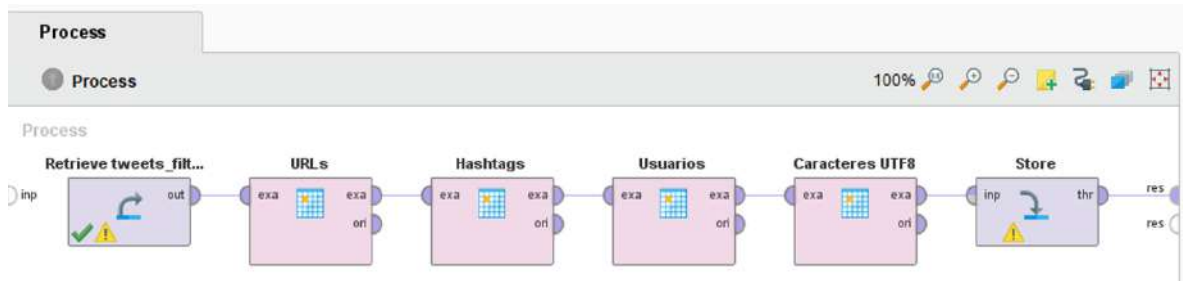 Process
Process
100%
Process
Retrieve tweets_filt...
URLs
Hashtags
Usuarios
Caracteres UTF8
Store
inp
out
exa
exa
ori
exa
exa
ori
exa
exa
ori
exa
exa
ori
inp
thr
res
res